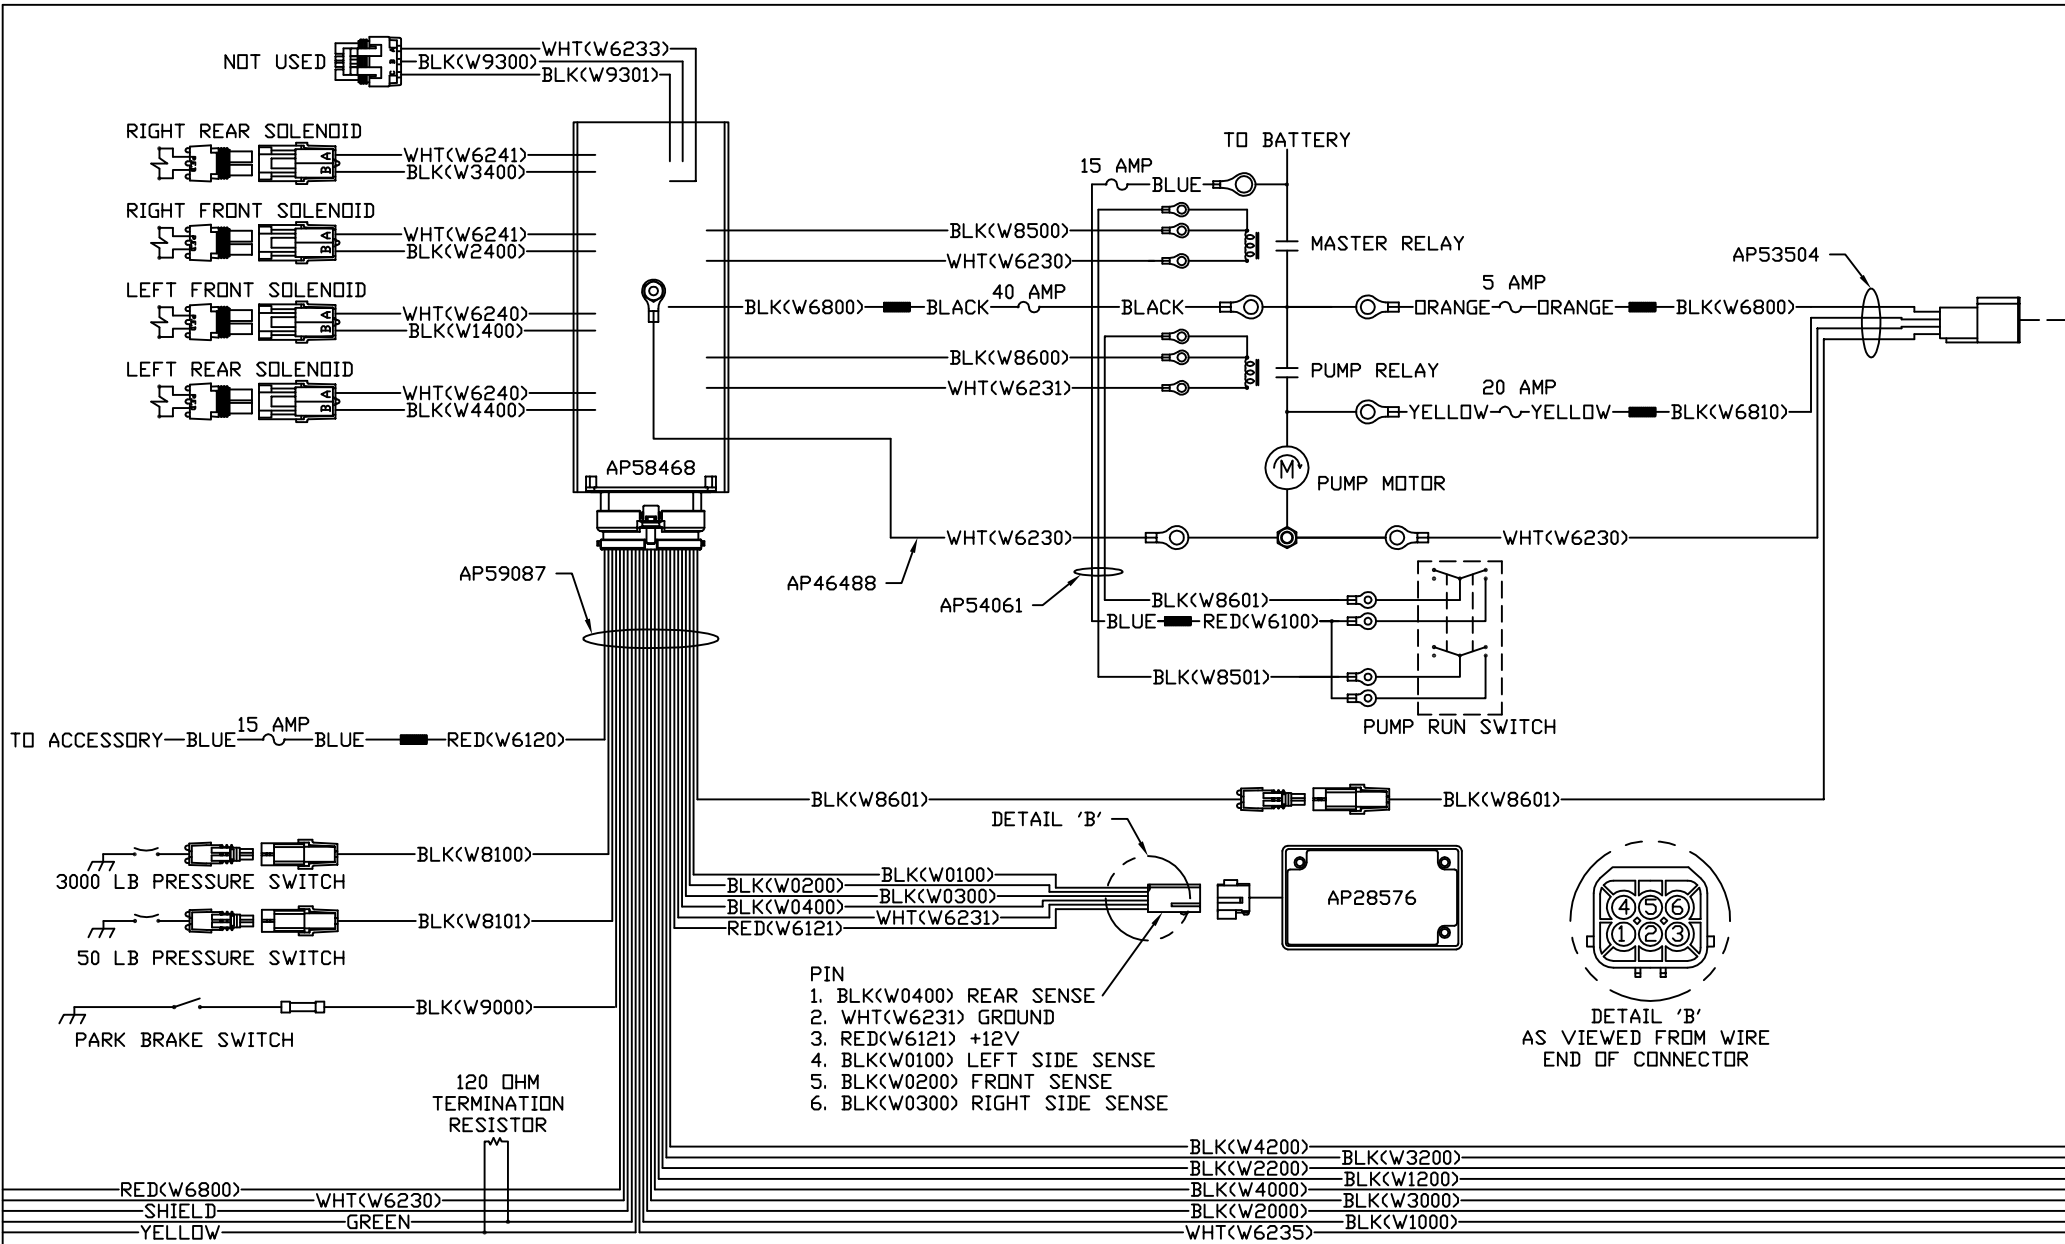 NOT USED
WHT(W6233)
BLK(W9300)
BLK(W9301)
RIGHT REAR SOLENOID
A
B
WHT(W6241)
BLK(W3400)
RIGHT FRONT SOLENOID
A
B
WHT(W6241)
BLK(W2400)
LEFT FRONT SOLENOID
A
B
WHT(W6240)
BLK(W1400)
LEFT REAR SOLENOID
A
B
WHT(W6240)
BLK(W4400)
AP58468
TO BATTERY
15 AMP
BLUE
BLK(W8500)
WHT(W6230)
MASTER RELAY
BLK(W6800)
BLACK
40 AMP
BLACK
5 AMP
ORANGE
ORANGE
BLK(W6800)
AP53504
BLK(W8600)
WHT(W6231)
PUMP RELAY
20 AMP
YELLOW
YELLOW
BLK(W6810)
M
PUMP MOTOR
WHT(W6230)
WHT(W6230)
AP59087
AP46488
AP54061
BLK(W8601)
BLUE
RED(W6100)
BLK(W8501)
PUMP RUN SWITCH
TO ACCESSORY
BLUE
15 AMP
BLUE
RED(W6120)
BLK(W8601)
BLK(W8601)
DETAIL 'B'
3000 LB PRESSURE SWITCH
BLK(W8100)
50 LB PRESSURE SWITCH
BLK(W8101)
PARK BRAKE SWITCH
BLK(W9000)
BLK(W0100)
BLK(W0200)
BLK(W0300)
BLK(W0400)
WHT(W6231)
RED(W6121)
AP28576
4 5 6
1 2 3
DETAIL 'B'
AS VIEWED FROM WIRE
END OF CONNECTOR
PIN
1. BLK(W0400) REAR SENSE
2. WHT(W6231) GROUND
3. RED(W6121) +12V
4. BLK(W0100) LEFT SIDE SENSE
5. BLK(W0200) FRONT SENSE
6. BLK(W0300) RIGHT SIDE SENSE
120 OHM
TERMINATION
RESISTOR
RED(W6800)
WHT(W6230)
SHIELD
GREEN
YELLOW
BLK(W4200)
BLK(W3200)
BLK(W2200)
BLK(W1200)
BLK(W4000)
BLK(W3000)
BLK(W2000)
BLK(W1000)
WHT(W6235)